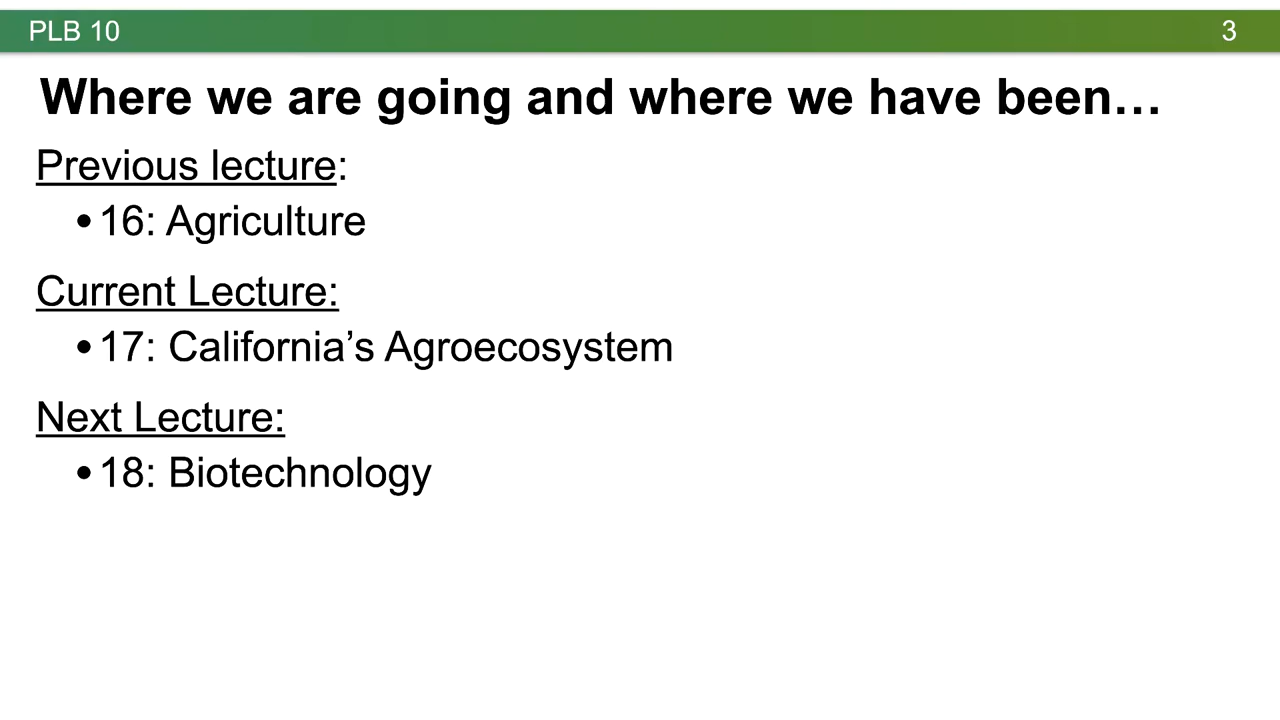 PLB 10 3
Where we are going and where we have been…
Previous lecture:
• 16: Agriculture
Current Lecture:
• 17: California’s Agroecosystem
Next Lecture:
• 18: Biotechnology